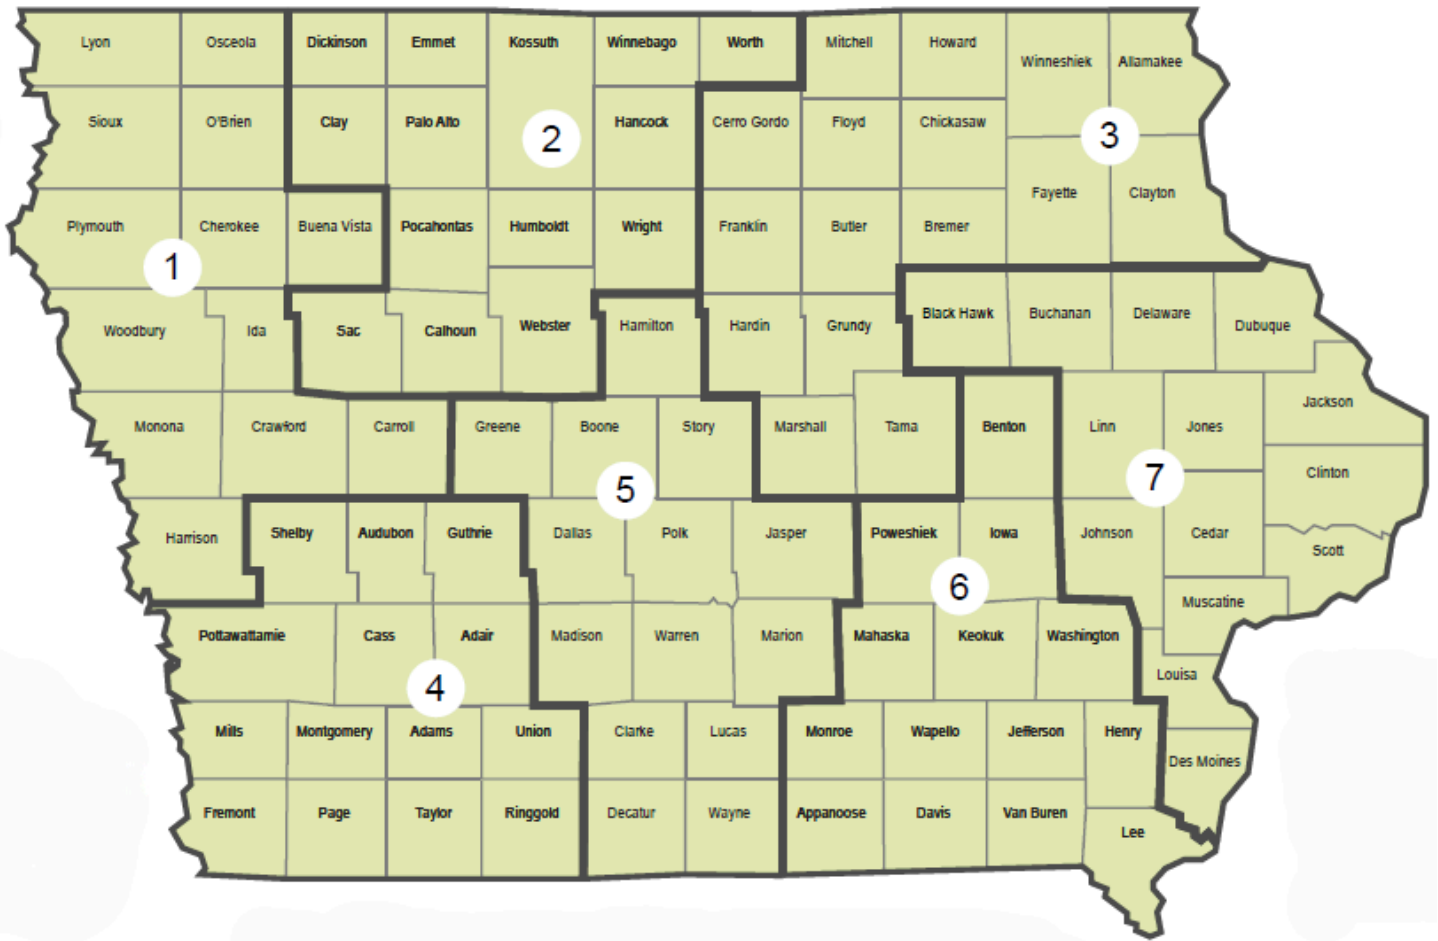 Lyon
Osceola
Dickinson
Emmet
Kossuth
Winnebago
Worth
Mitchell
Howard
Winneshiek
Allamakee
Sioux
O'Brien
Clay
Palo Alto
2
Hancock
Cerro Gordo
Floyd
Chickasaw
3
Fayette
Clayton
Plymouth
Cherokee
Buena Vista
Pocahontas
Humboldt
Wright
Franklin
Butler
Bremer
1
Woodbury
Ida
Sac
Calhoun
Webster
Hamilton
Hardin
Grundy
Black Hawk
Buchanan
Delaware
Dubuque
Monona
Crawford
Carroll
Greene
Boone
Story
Marshall
Tama
Benton
Linn
Jones
Jackson
5
7
Clinton
Harrison
Shelby
Audubon
Guthrie
Dallas
Polk
Jasper
Poweshiek
Iowa
Johnson
Cedar
Scott
6
Muscatine
Pottawattamie
Cass
Adair
Madison
Warren
Marion
Mahaska
Keokuk
Washington
Louisa
4
Mills
Montgomery
Adams
Union
Clarke
Lucas
Monroe
Wapello
Jefferson
Henry
Des Moines
Fremont
Page
Taylor
Ringgold
Decatur
Wayne
Appanoose
Davis
Van Buren
Lee